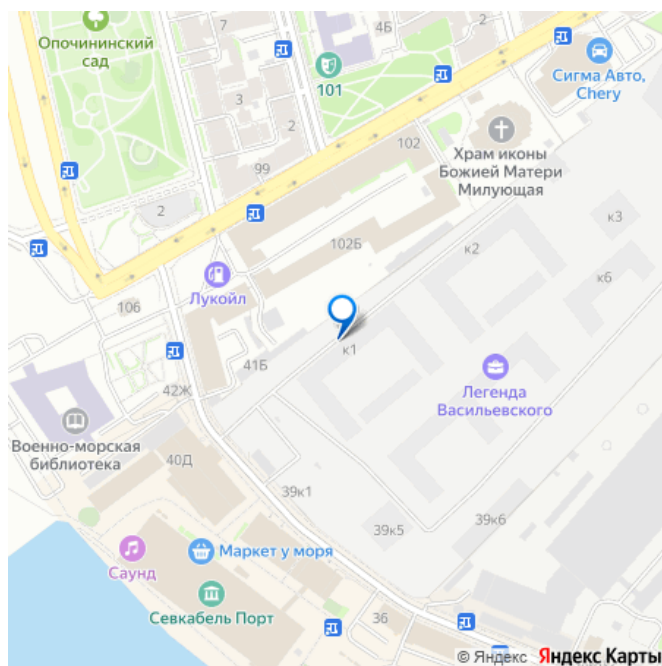 Опочининский
сад
7
4Б
2
3
101
2
Сигма Авто,
Chery
99
102
Храм иконы
Божией Матери
Милующая
2
к3
102Б
к2
к6
Лукойл
106
к1
41Б
Легенда
Васильевского
42Ж
Военно-морская
библиотека
40Д
39к1
39к6
39к5
Маркет у моря
Саунд
Севкабель Порт
36
© Яндекс Яндекс Карты